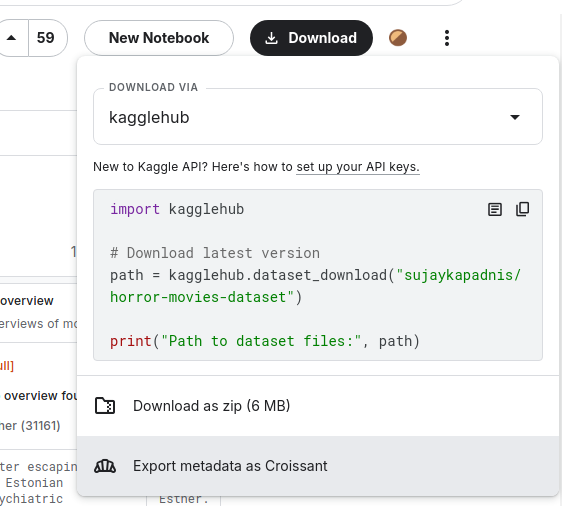 59
New Notebook
Download
DOWNLOAD VIA
kagglehub
New to Kaggle API? Here's how to set up your API keys.
import kagglehub
# Download latest version
path = kagglehub.dataset_download("sujaykapadnis/
horror-movies-dataset")
print("Path to dataset files:", path)
Download as zip (6 MB)
Export metadata as Croissant
1
overview
erviews of mo
ull]
overview fou
ner (31161)
ter escapin
Estonian
ychiatric
Esther.